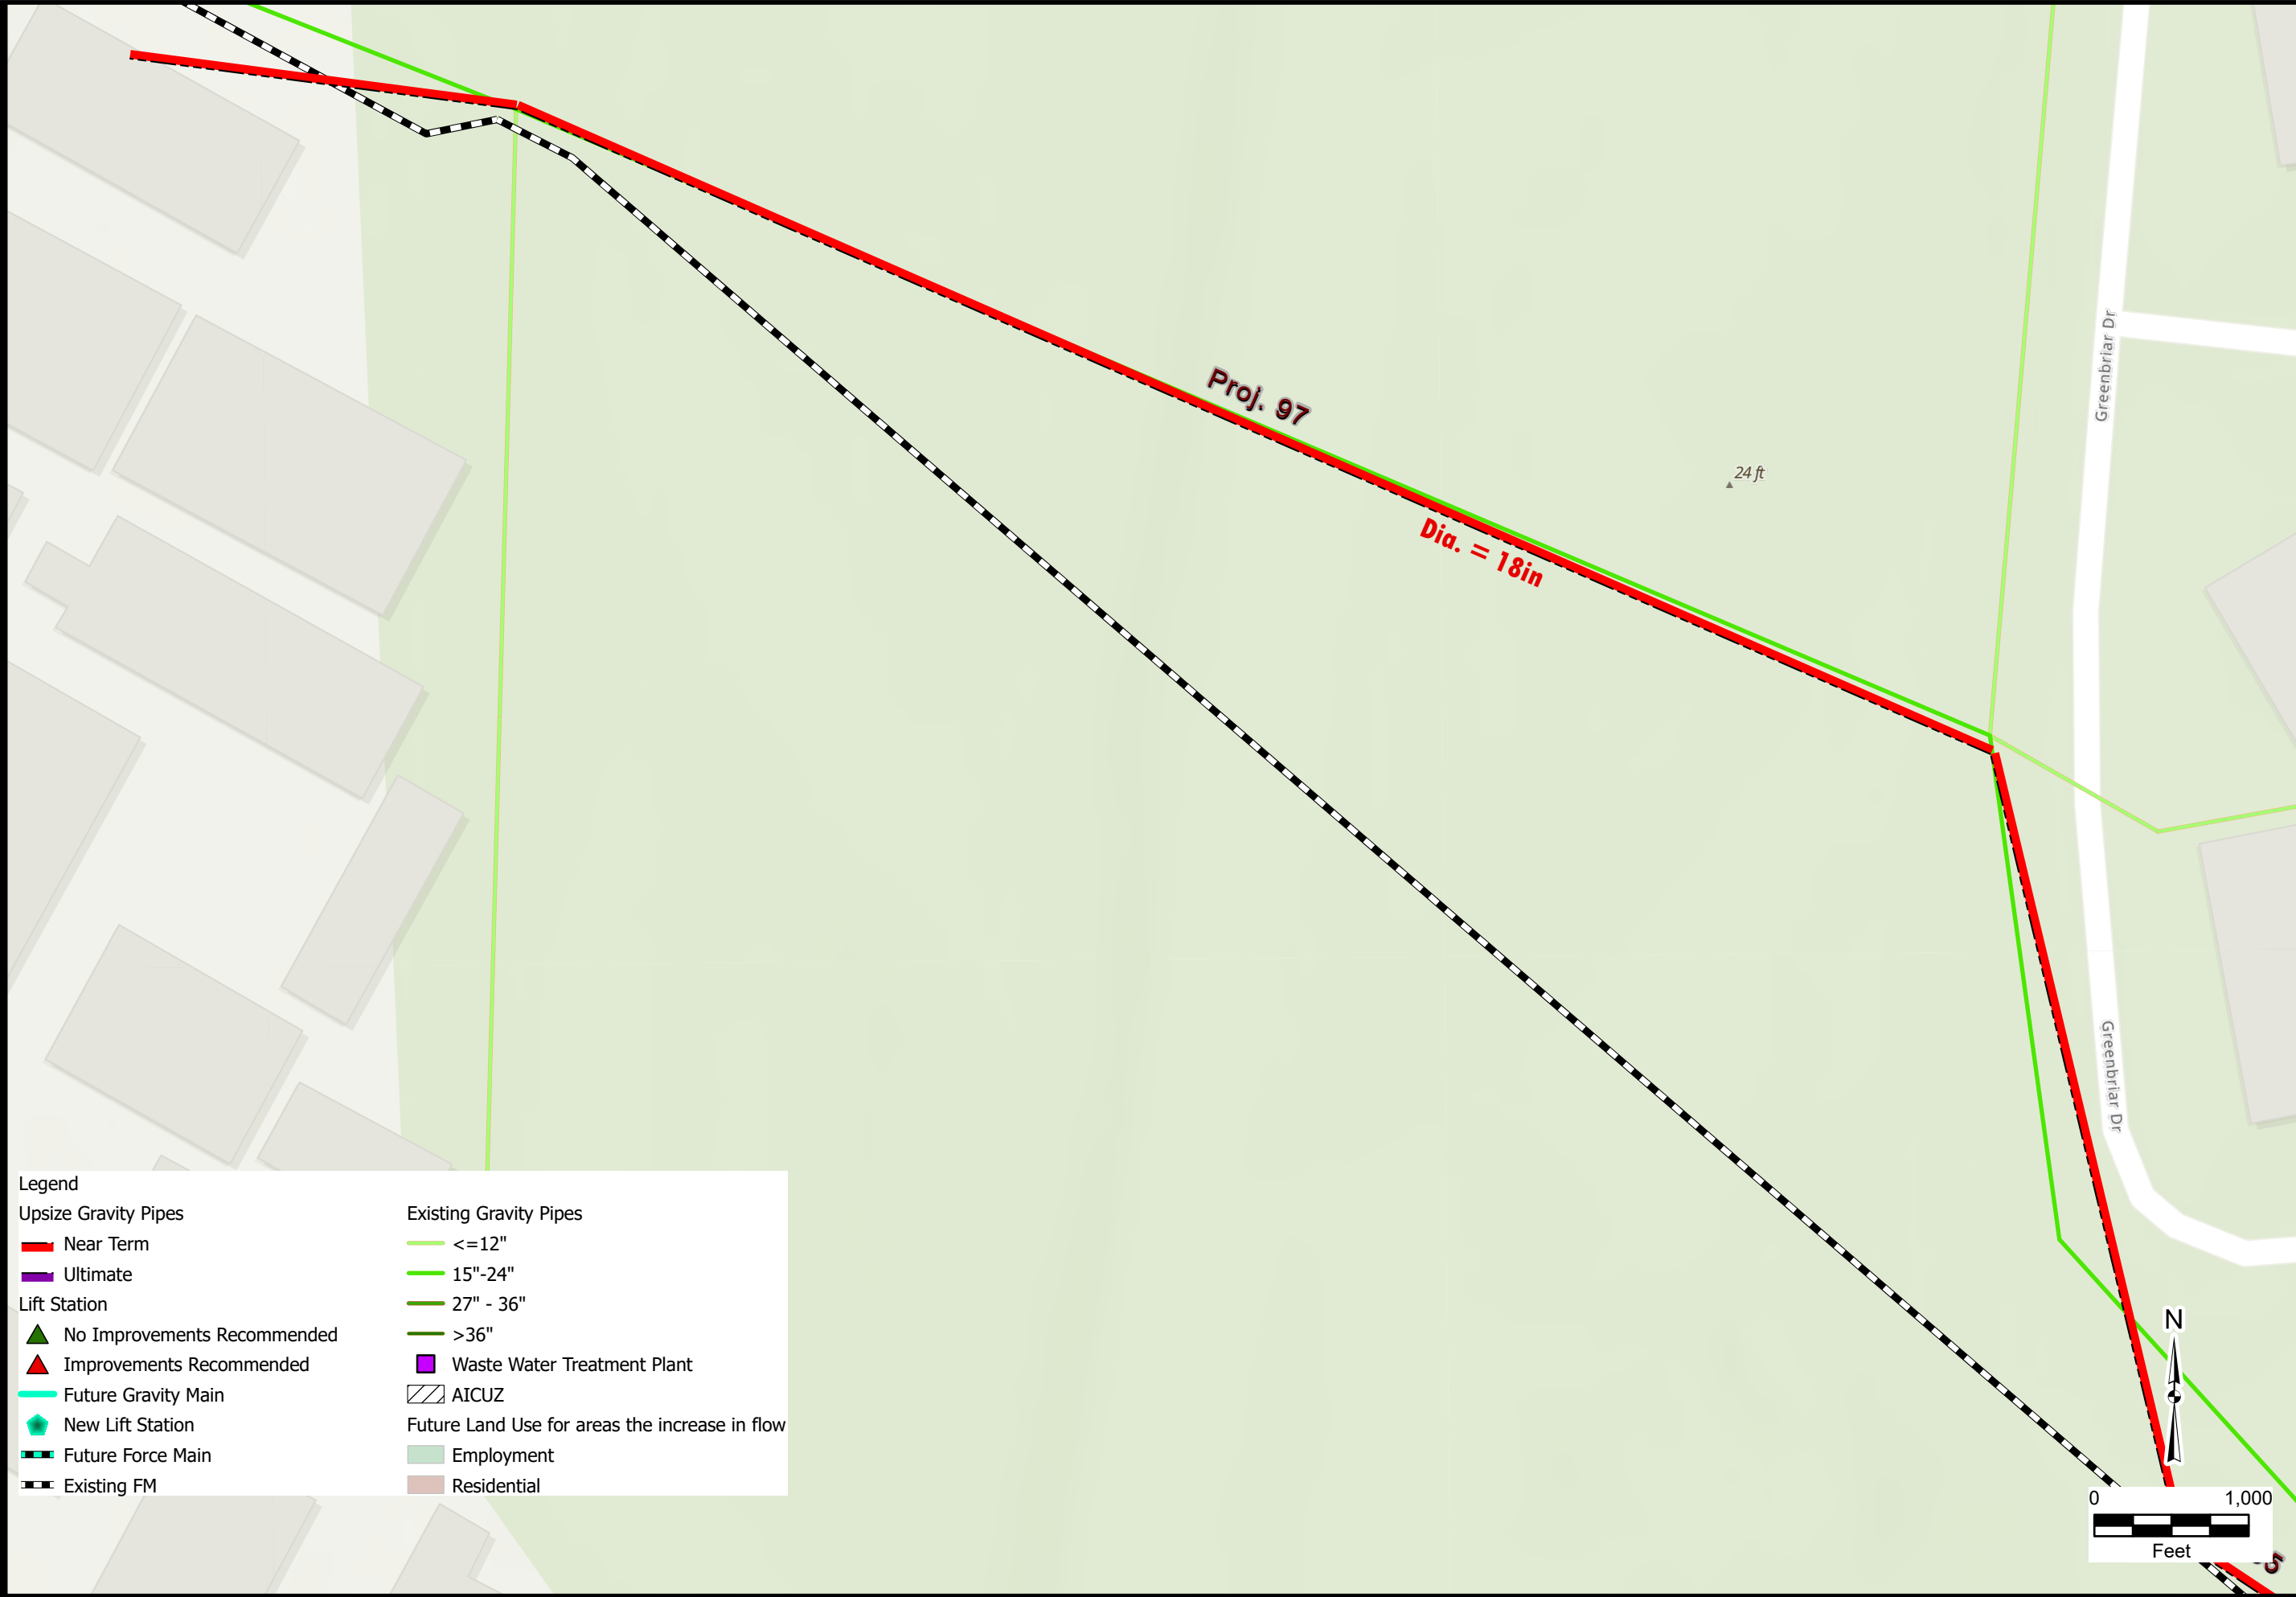 Proj. 97
24 ft
Dia. = 18in
Greenbriar Dr
Greenbriar Dr
Legend
Upsize Gravity Pipes
Near Term
Ultimate
Lift Station
No Improvements Recommended
Improvements Recommended
Future Gravity Main
New Lift Station
Future Force Main
Existing FM
Existing Gravity Pipes
<=12"
15"-24"
27" - 36"
>36"
Waste Water Treatment Plant
AICUZ
Future Land Use for areas the increase in flow
Employment
Residential
N
0 1,000
Feet